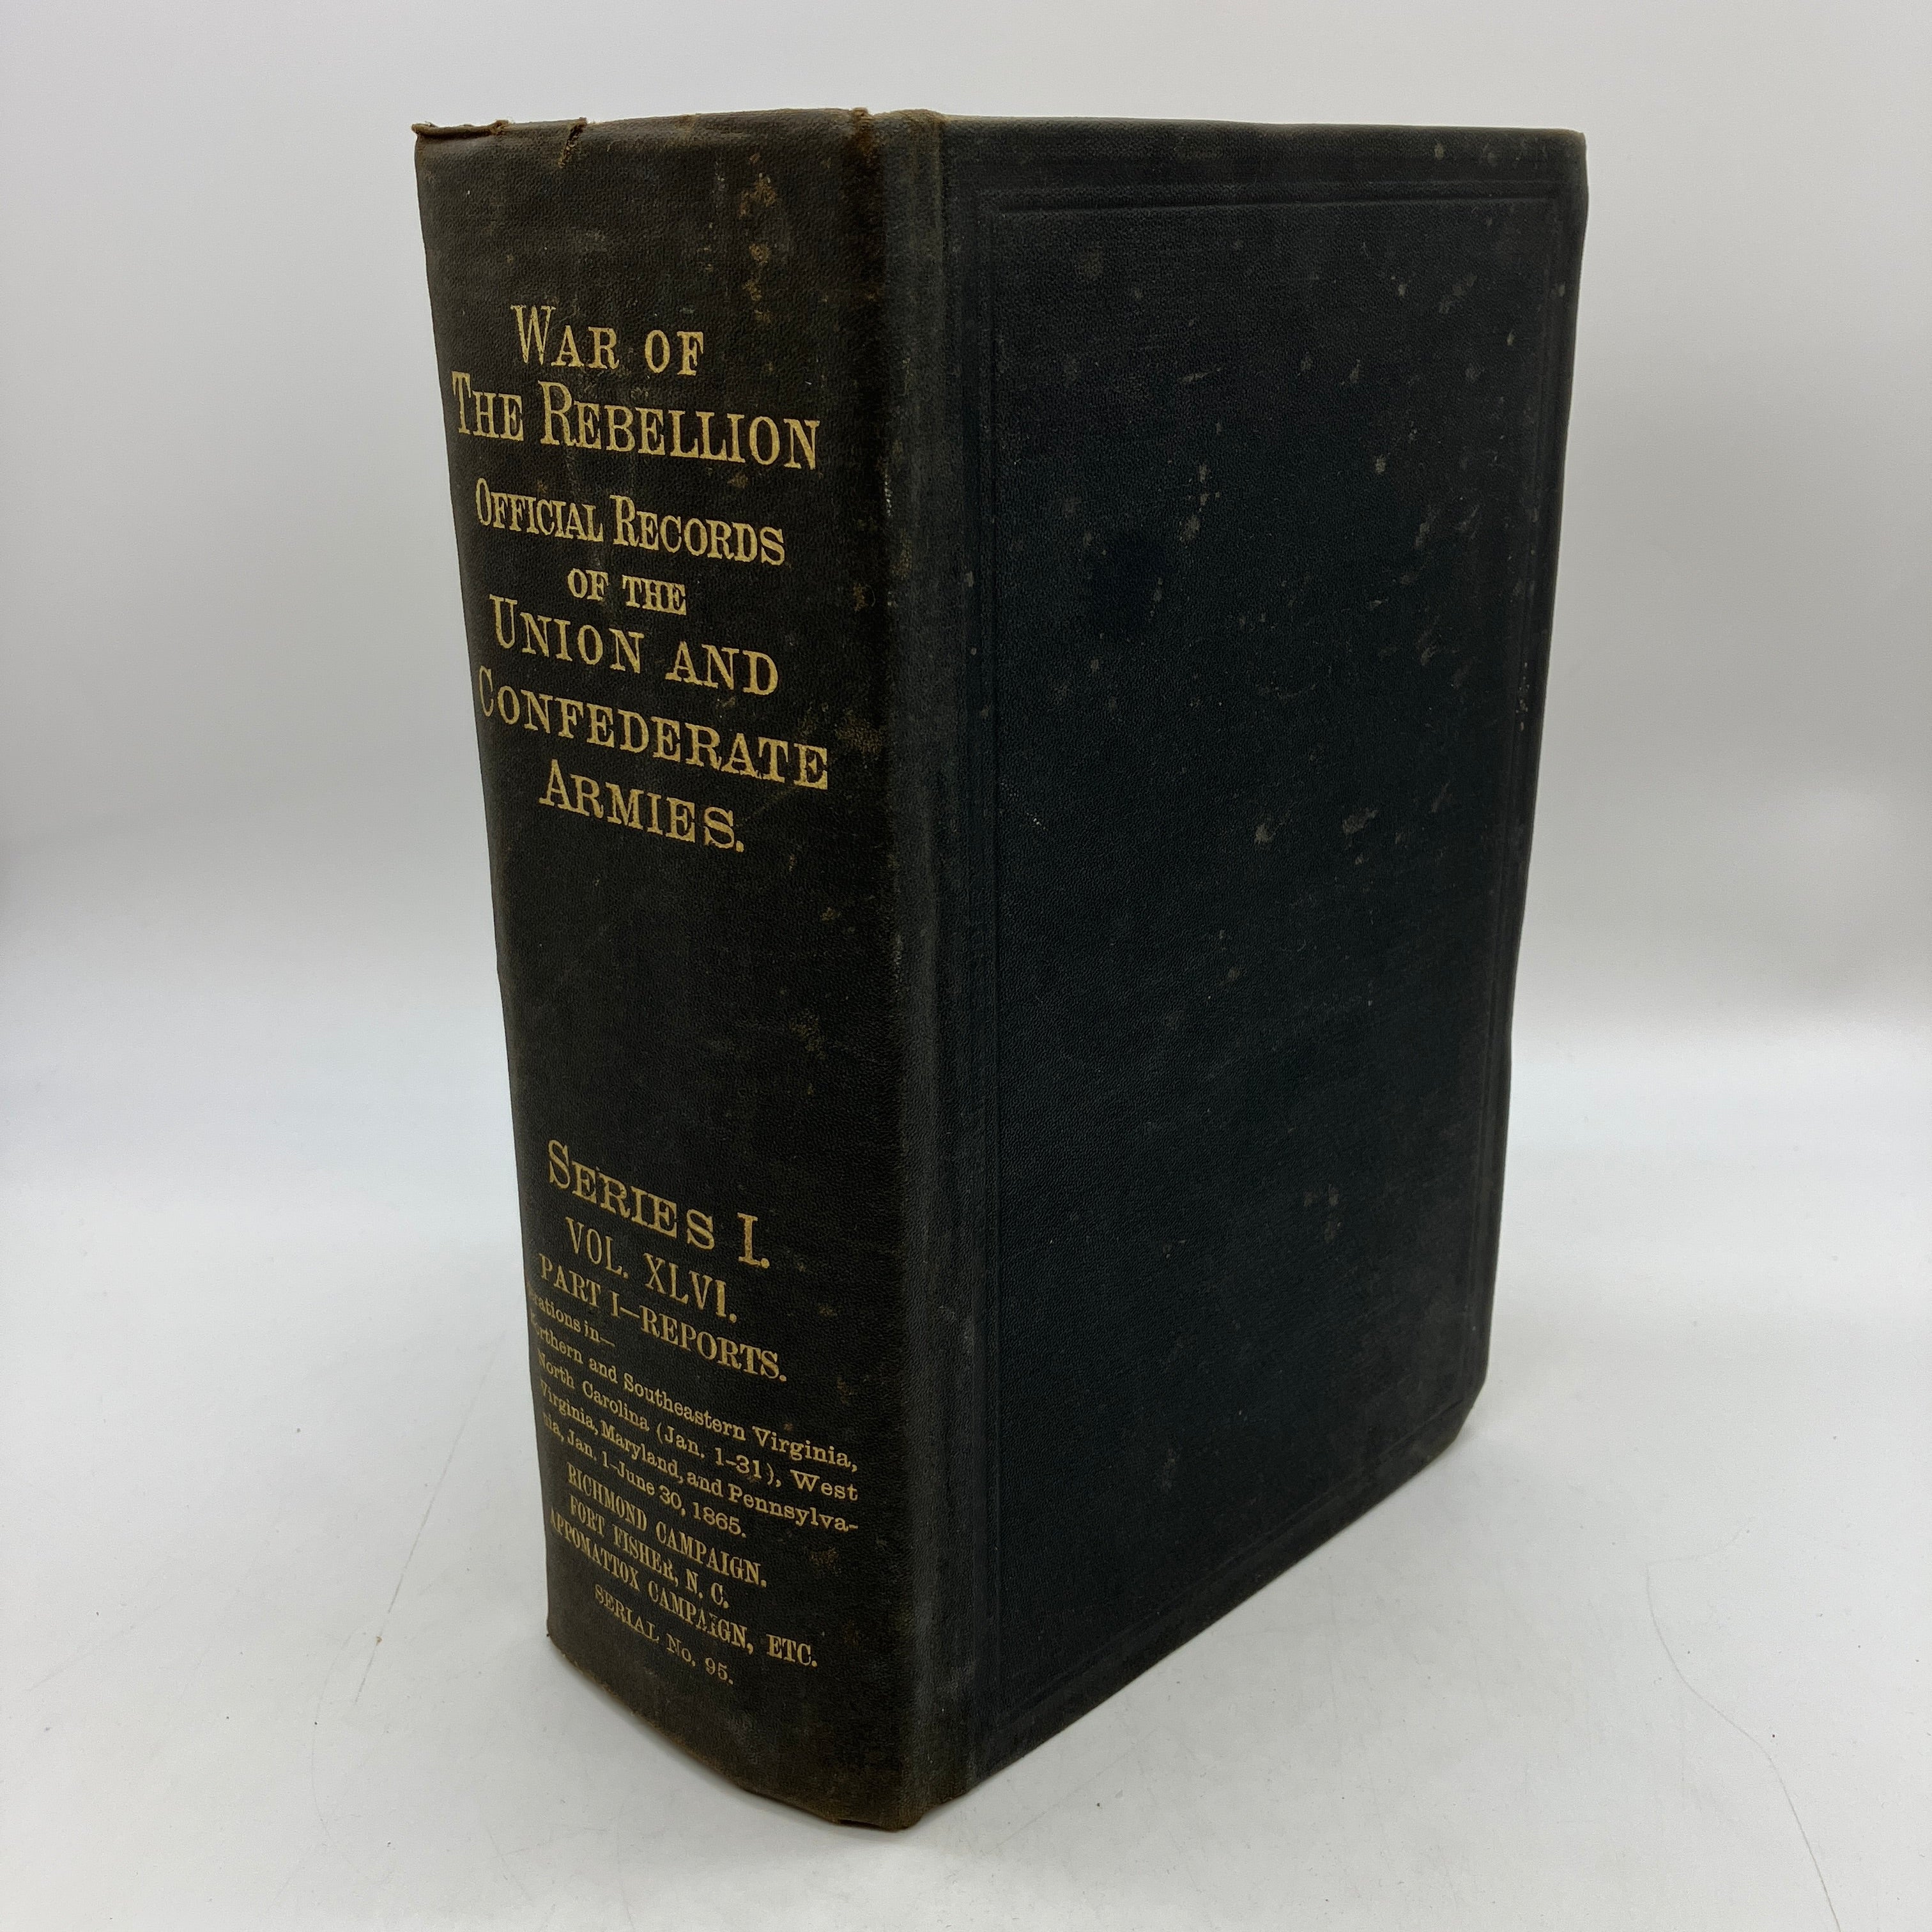 WAR OF
THE REBELLION
OFFICIAL RECORDS
OF THE
UNION AND
CONFEDERATE
ARMIES.
SERIES I.
VOL. XLVI.
PART I—REPORTS.
in—
and Southeastern Virginia,
North Carolina (Jan. 1-31), West
Virginia, Maryland, and Pennsylva-
nia, Jan. 1-June 30, 1865.
RICHMOND CAMPAIGN.
FORT FISHER, N. C.
APPOMATTOX CAMPAIGN, ETC.
SERIAL No. 95.